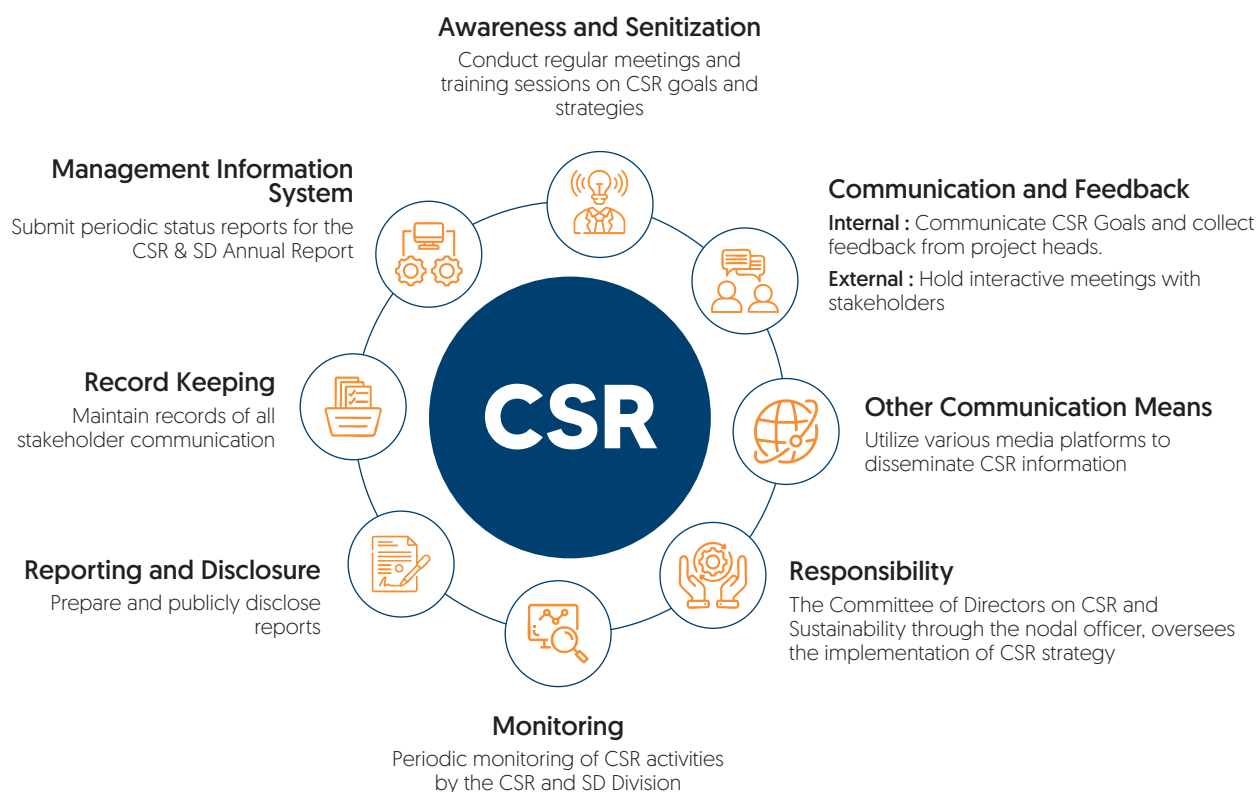 Awareness and Senitization
Conduct regular meetings and
training sessions on CSR goals and
strategies
Communication and Feedback
Internal : Communicate CSR Goals and collect
feedback from project heads.
External : Hold interactive meetings with
stakeholders
Other Communication Means
Utilize various media platforms to
disseminate CSR information
Responsibility
The Committee of Directors on CSR and
Sustainability through the nodal officer, oversees
the implementation of CSR strategy
Monitoring
Periodic monitoring of CSR activities
by the CSR and SD Division
Reporting and Disclosure
Prepare and publicly disclose
reports
Record Keeping
Maintain records of all
stakeholder communication
Management Information
System
Submit periodic status reports for the
CSR & SD Annual Report
CSR